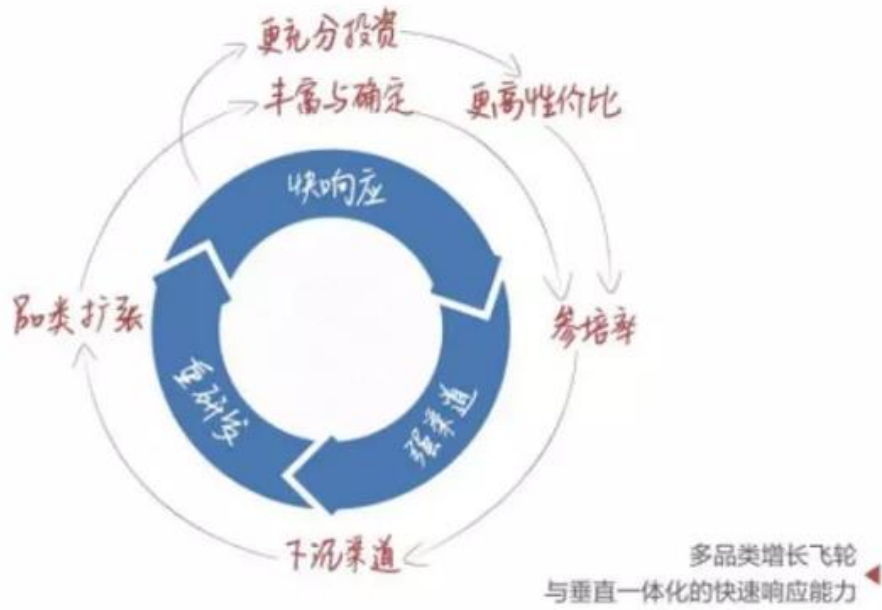 更充分投资
丰富与确定
更高性价比
快响应
品类扩张
参培率
重研发
强渠道
下沉渠道
多品类增长飞轮
与垂直一体化的快速响应能力